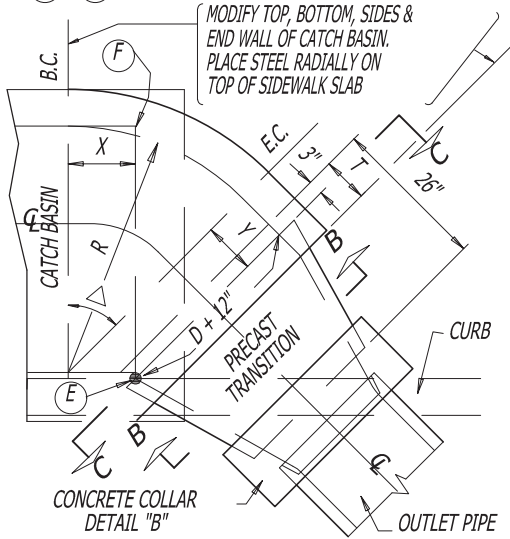 MODIFY TOP, BOTTOM, SIDES &
END WALL OF CATCH BASIN.
PLACE STEEL RADIALLY ON
TOP OF SIDEWALK SLAB
B.C.
F
E.C.
3"
T
C
26"
X
CATCH BASIN
℄
R
Y
B
D + 12"
PRECAST
TRANSITION
CURB
E
B
C
℄
CONCRETE COLLAR
DETAIL "B"
OUTLET PIPE